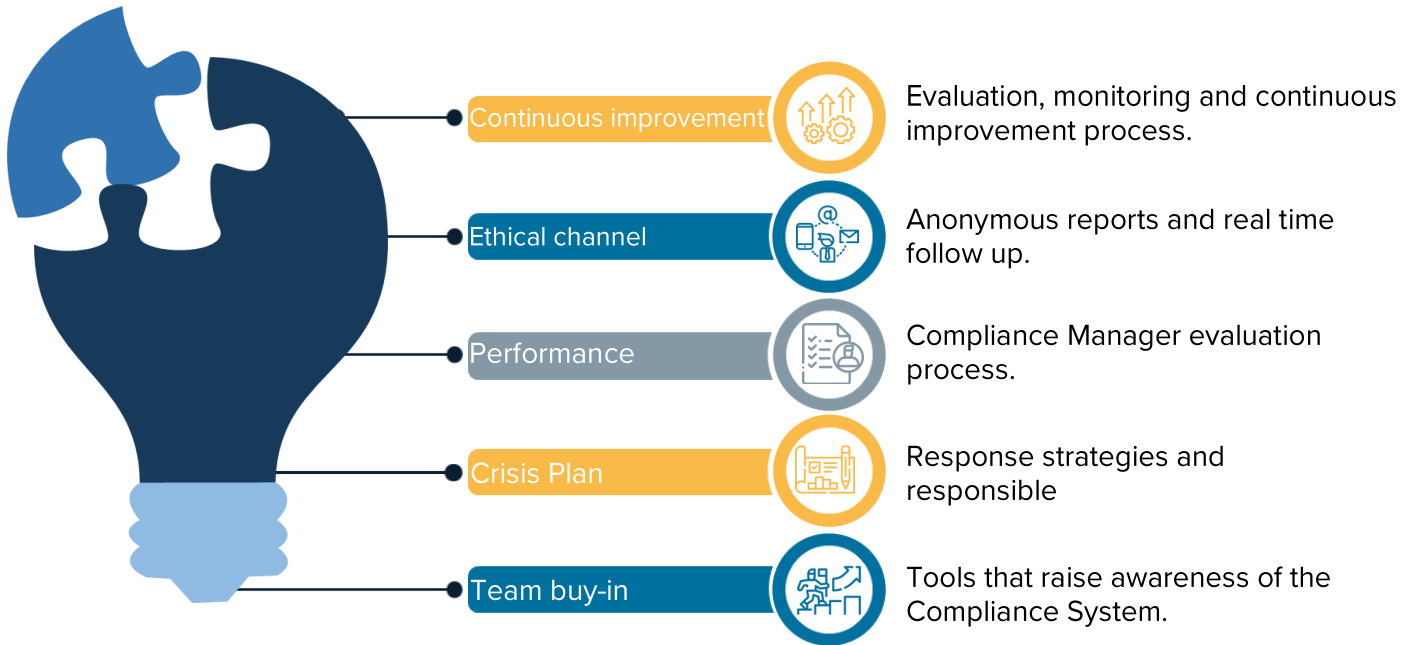 Continuous improvement
Evaluation, monitoring and continuous
improvement process.
Ethical channel
Anonymous reports and real time
follow up.
Performance
Compliance Manager evaluation
process.
Crisis Plan
Response strategies and
responsible
Team buy-in
Tools that raise awareness of the
Compliance System.